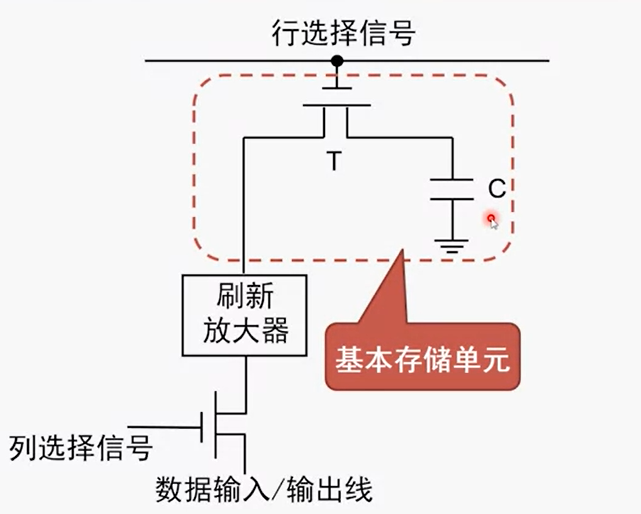 行选择信号
T
C
刷新
放大器
基本存储单元
列选择信号
数据输入/输出线